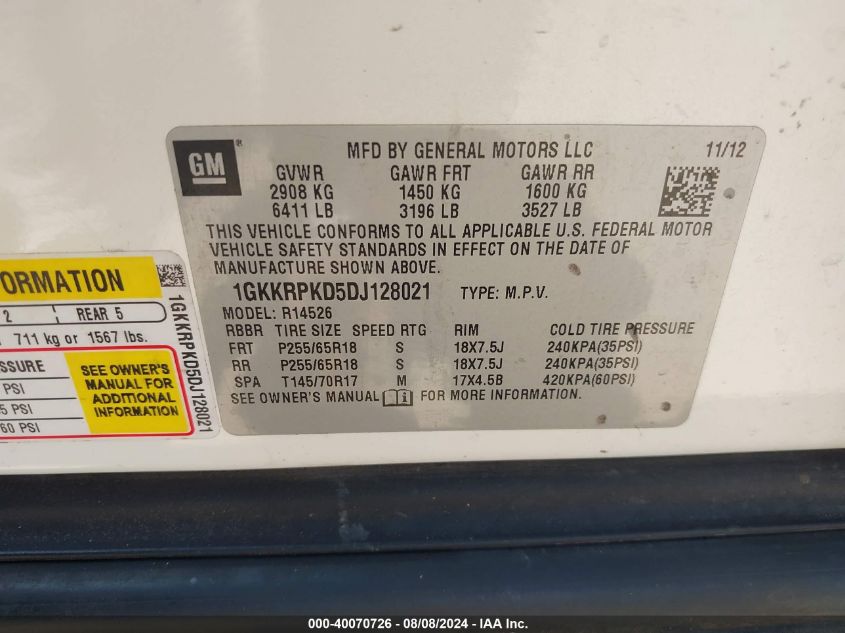 GM ®
MFD BY GENERAL MOTORS LLC 11/12
GVWR GAWR FRT GAWR RR
2908 KG 1450 KG 1600 KG
6411 LB 3196 LB 3527 LB
THIS VEHICLE CONFORMS TO ALL APPLICABLE U.S. FEDERAL MOTOR
VEHICLE SAFETY STANDARDS IN EFFECT ON THE DATE OF
MANUFACTURE SHOWN ABOVE.
1GKKRPKD5DJ128021 TYPE: M.P.V.
MODEL: R14526
RBBR TIRE SIZE SPEED RTG RIM COLD TIRE PRESSURE
FRT P255/65R18 S 18X7.5J 240KPA(35PSI)
RR P255/65R18 S 18X7.5J 240KPA(35PSI)
SPA T145/70R17 M 17X4.5B 420KPA(60PSI)
SEE OWNER'S MANUAL FOR MORE INFORMATION.
ORMATION
2 REAR 5
711 kg or 1567 lbs.
SSURE
PSI
5 PSI
60 PSI
SEE OWNER'S
MANUAL FOR
ADDITIONAL
INFORMATION
1GKKRPKD5DJ128021
000-40070726 - 08/08/2024 - IAA Inc.